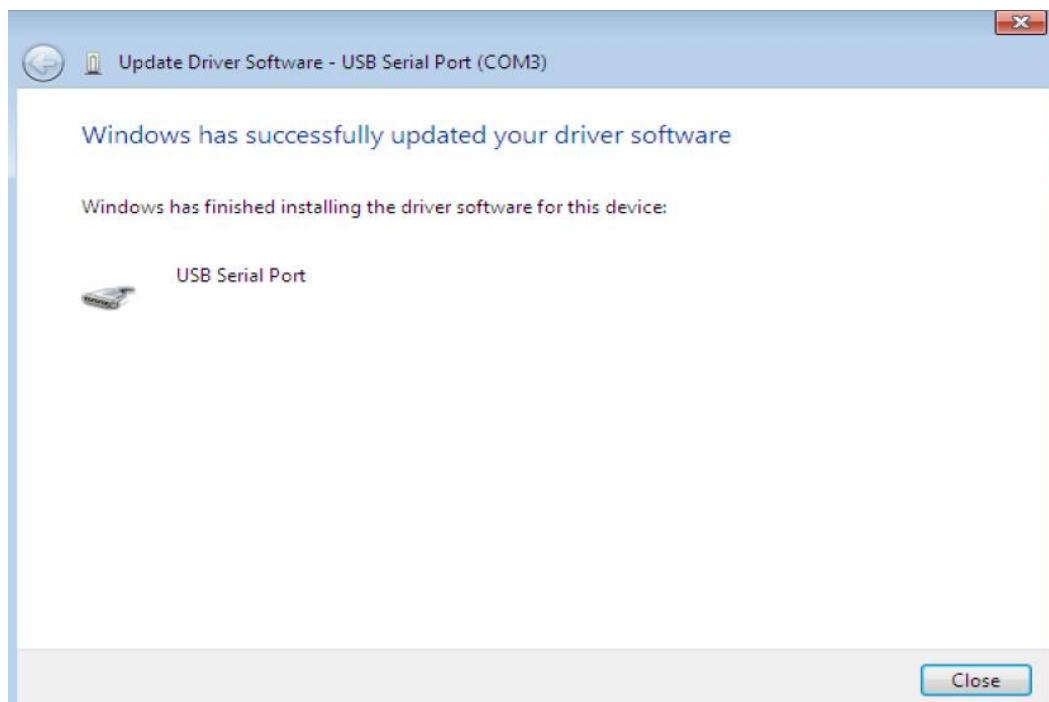 Update Driver Software - USB Serial Port (COM3)
Windows has successfully updated your driver software
Windows has finished installing the driver software for this device:
USB Serial Port
Close